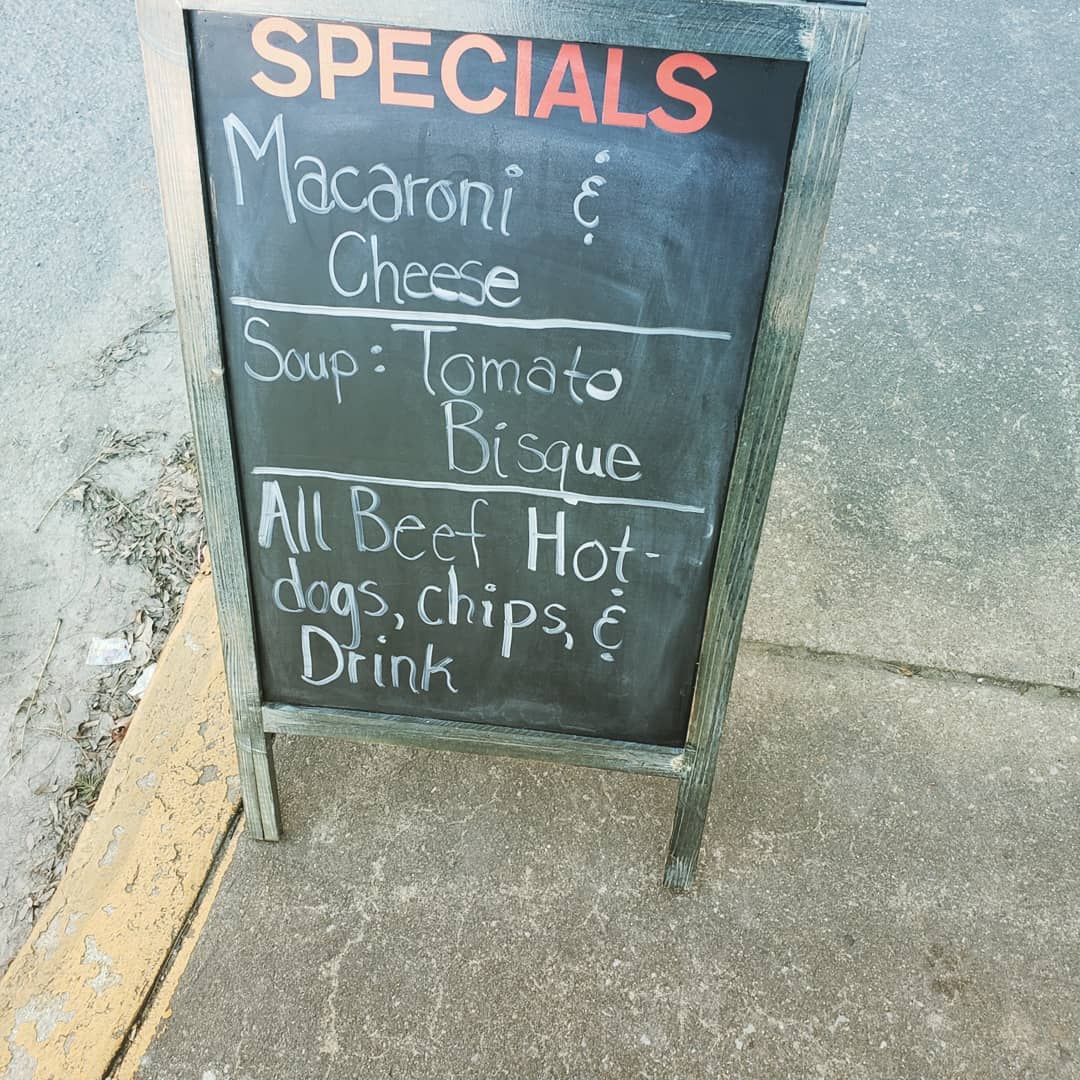 SPECIALS
Macaroni &
Cheese
Soup: Tomato
Bisque
All Beef Hot-
dogs, chips, &
Drink